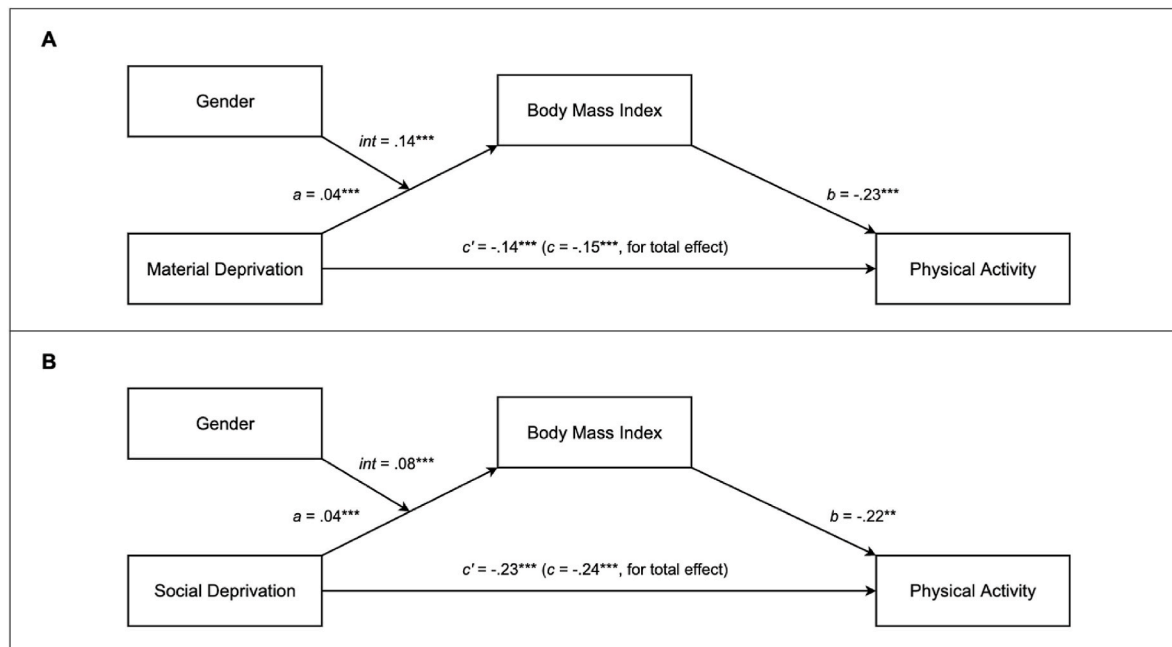 A
Gender
Body Mass Index
int = .14***
a = .04***
b = -.23***
c' = -.14*** (c = -.15***, for total effect)
Material Deprivation
Physical Activity
B
Gender
Body Mass Index
int = .08***
a = .04***
b = -.22**
c' = -.23*** (c = -.24***, for total effect)
Social Deprivation
Physical Activity